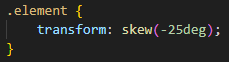 .element {
    transform: skew(-25deg);
}